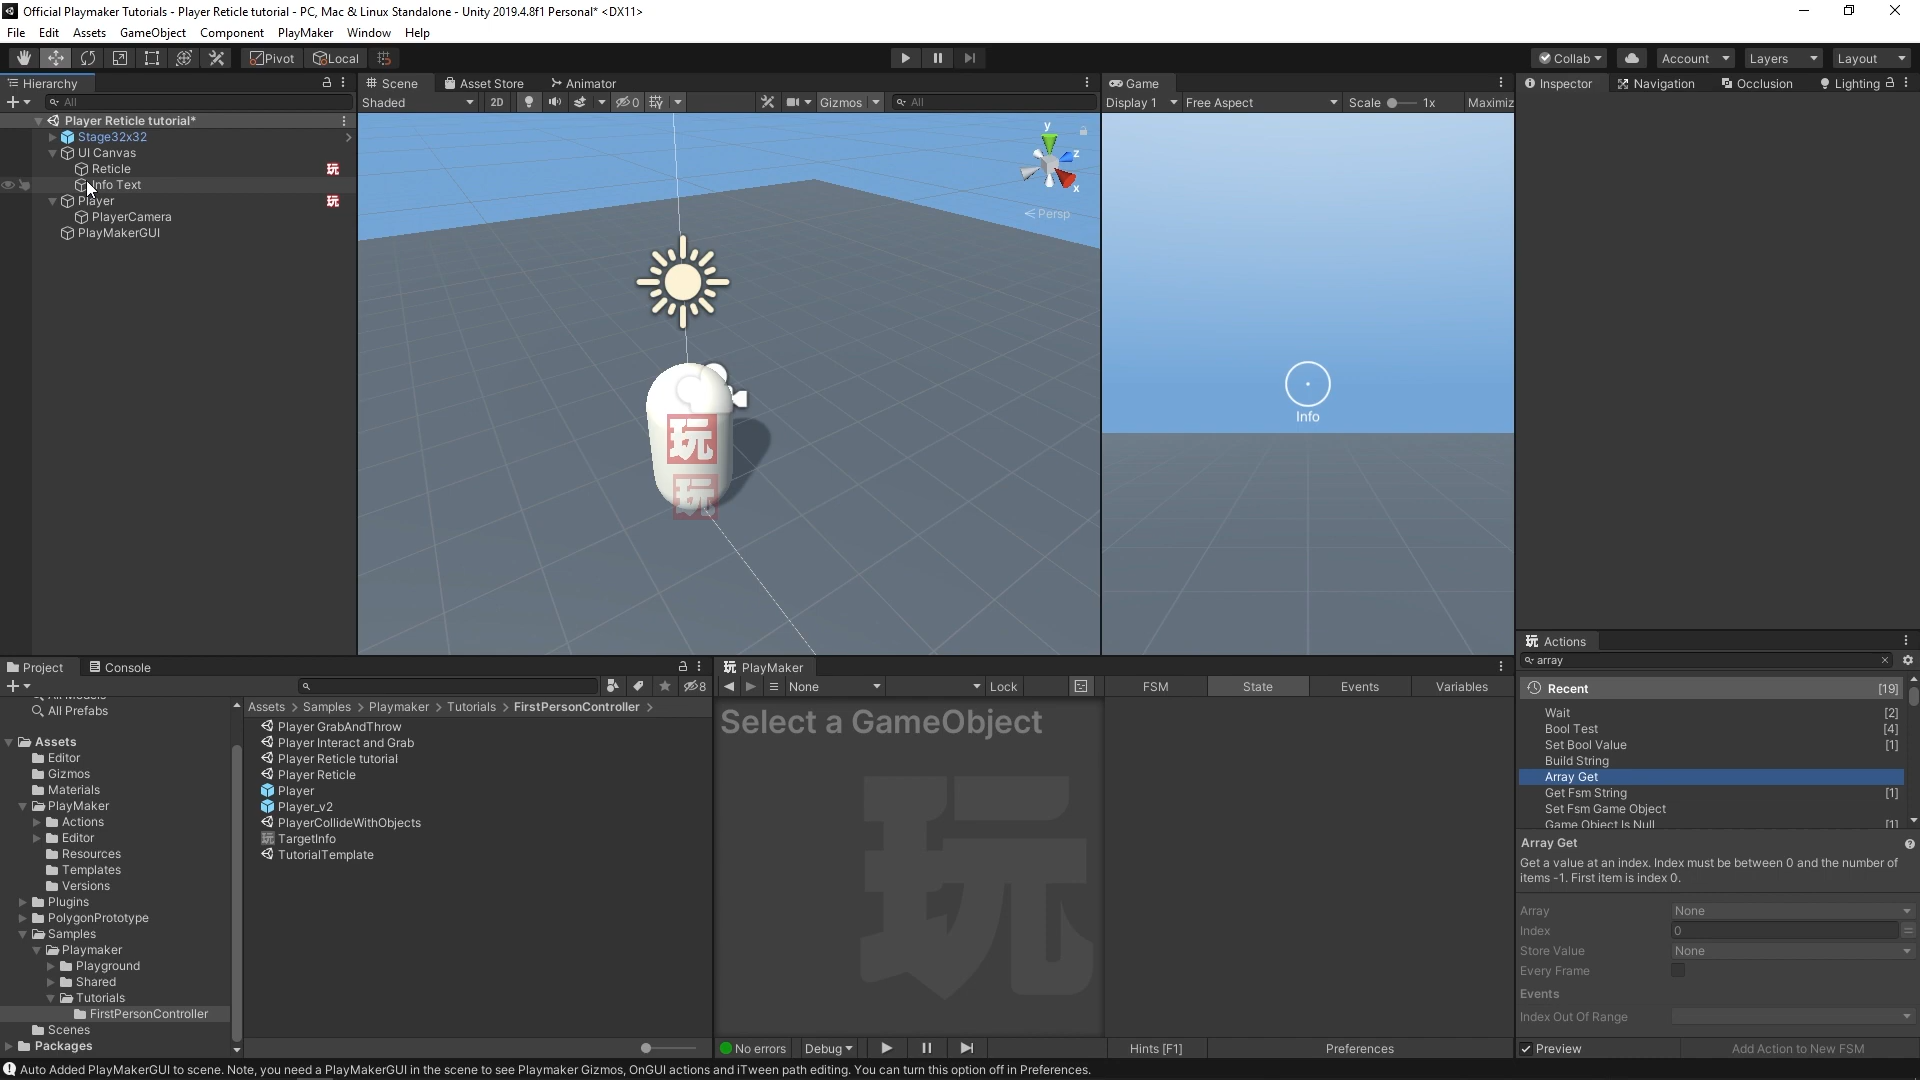 Official Playmaker Tutorials - Player Reticle tutorial - PC, Mac & Linux Standalone - Unity 2019.4.8f1 Personal* <DX11>
File Edit Assets GameObject Component PlayMaker Window Help
Pivot Local Collab Account Layers Layout
Hierarchy
All
Player Reticle tutorial*
Stage32x32
UI Canvas
Reticle 玩
Info Text
Player 玩
PlayerCamera
PlayMakerGUI
Scene Asset Store Animator
Shaded 2D 0 Gizmos All
y
z
x
Persp
玩
玩
Game
Display 1 Free Aspect Scale 1x Maximiz
Info
Inspector Navigation Occlusion Lighting
Project Console
8
All Prefabs
Assets
Editor
Gizmos
Materials
PlayMaker
Actions
Editor
Resources
Templates
Versions
Plugins
PolygonPrototype
Samples
Playmaker
Playground
Shared
Tutorials
FirstPersonController
Scenes
Packages
Assets > Samples > Playmaker > Tutorials > FirstPersonController >
Player GrabAndThrow
Player Interact and Grab
Player Reticle tutorial
Player Reticle
Player
Player_v2
PlayerCollideWithObjects
TargetInfo
TutorialTemplate
玩 PlayMaker
None Lock FSM State Events Variables
Select a GameObject
玩
No errors Debug Hints [F1] Preferences
玩 Actions
array
Recent [19]
Wait [2]
Bool Test [4]
Set Bool Value [1]
Build String
Array Get
Get Fsm String [1]
Set Fsm Game Object
Game Object Is Null [1]
Array Get
Get a value at an index. Index must be between 0 and the number of
items -1. First item is index 0.
Array None
Index 0
Store Value None
Every Frame
Events
Index Out Of Range
Preview Add Action to New FSM
Auto Added PlayMakerGUI to scene. Note, you need a PlayMakerGUI in the scene to see Playmaker Gizmos, OnGUI actions and iTween path editing. You can turn this option off in Preferences.